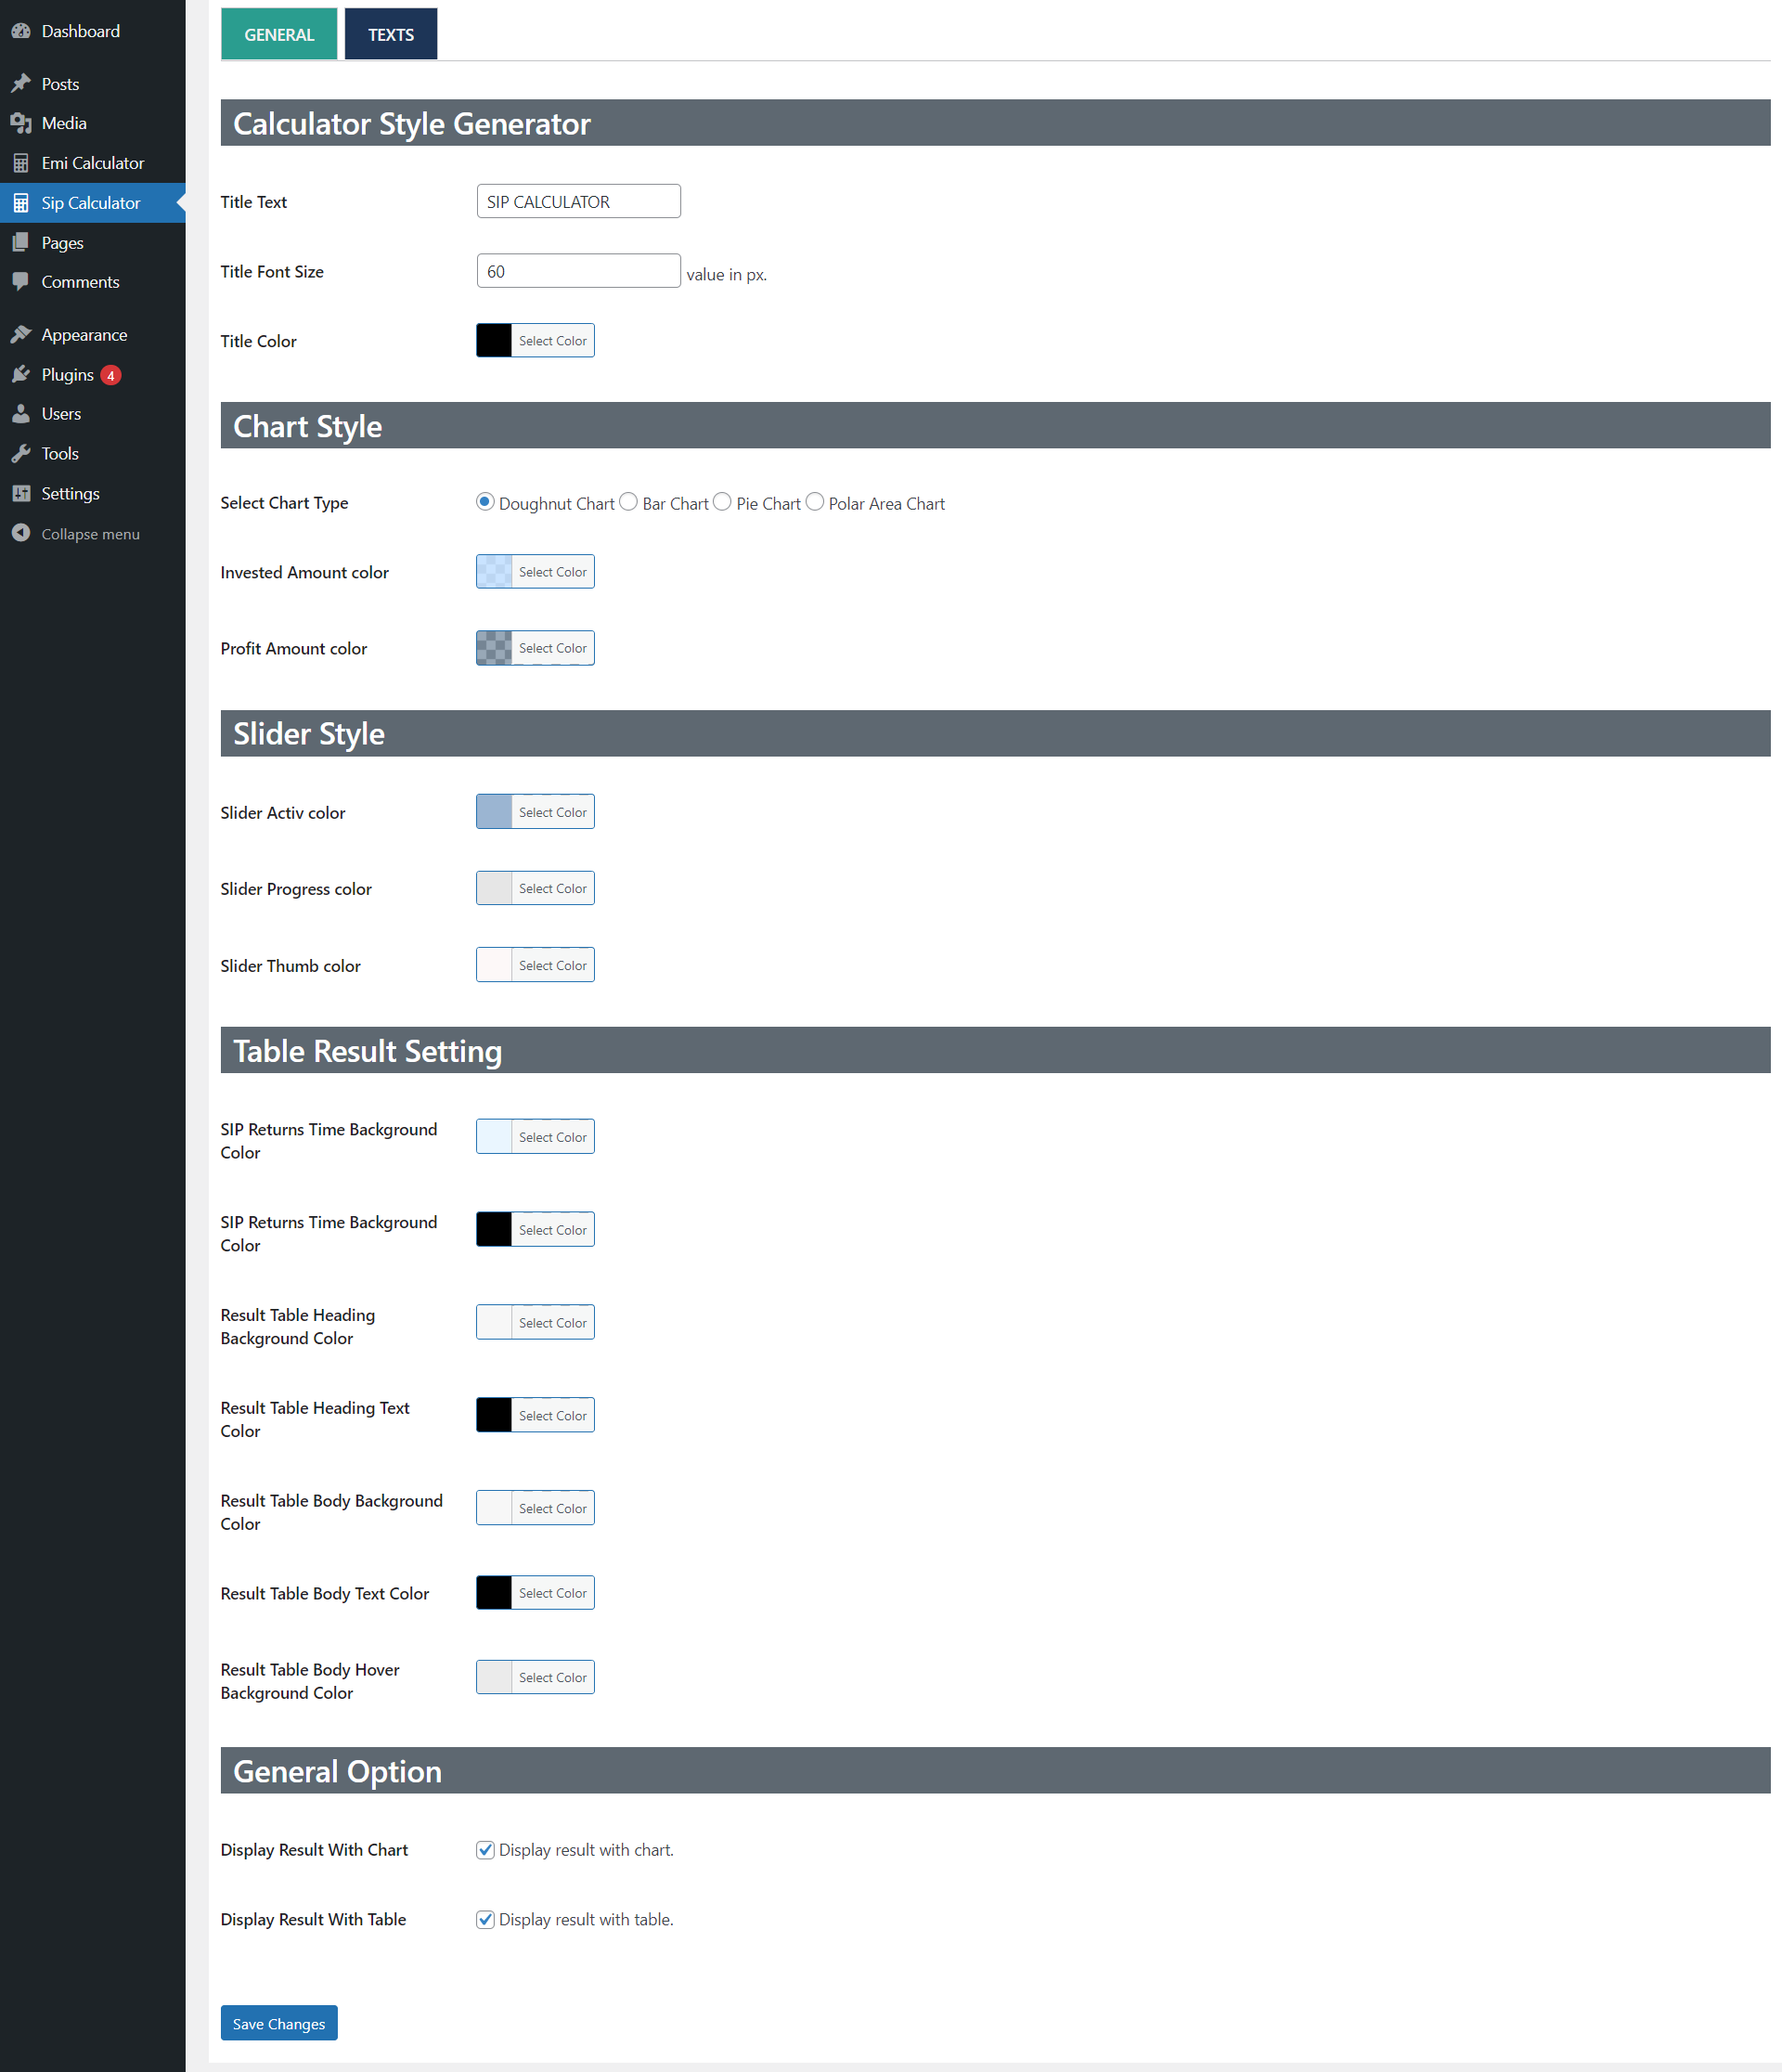 Dashboard
Posts
Media
Emi Calculator
Sip Calculator
Pages
Comments
Appearance
Plugins 4
Users
Tools
Settings
Collapse menu
GENERAL TEXTS
Calculator Style Generator
Title Text SIP CALCULATOR
Title Font Size 60 value in px.
Title Color Select Color
Chart Style
Select Chart Type Doughnut Chart Bar Chart Pie Chart Polar Area Chart
Invested Amount color Select Color
Profit Amount color Select Color
Slider Style
Slider Activ color Select Color
Slider Progress color Select Color
Slider Thumb color Select Color
Table Result Setting
SIP Returns Time Background
Color
Select Color
SIP Returns Time Background
Color
Select Color
Result Table Heading
Background Color
Select Color
Result Table Heading Text
Color
Select Color
Result Table Body Background
Color
Select Color
Result Table Body Text Color Select Color
Result Table Body Hover
Background Color
Select Color
General Option
Display Result With Chart Display result with chart.
Display Result With Table Display result with table.
Save Changes